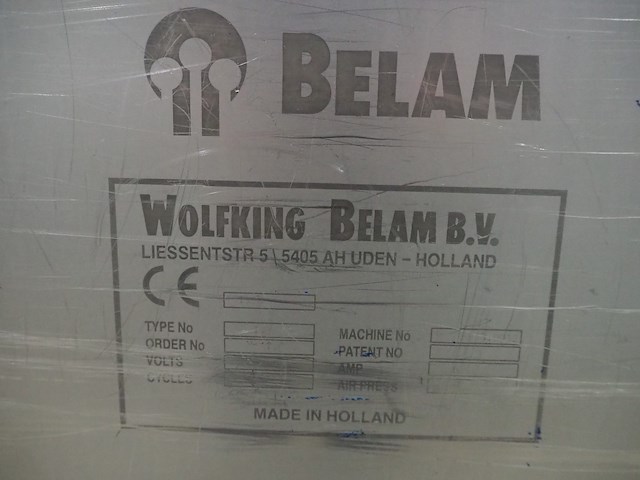 BELAM
WOLFKING BELAM B.V.
LIESSENTSTR 5 \ 5405 AH UDEN - HOLLAND
CE
TYPE No
MACHINE No
ORDER No
PATENT NO
VOLTS
AMP
CYCLES
AIR PRESS
MADE IN HOLLAND